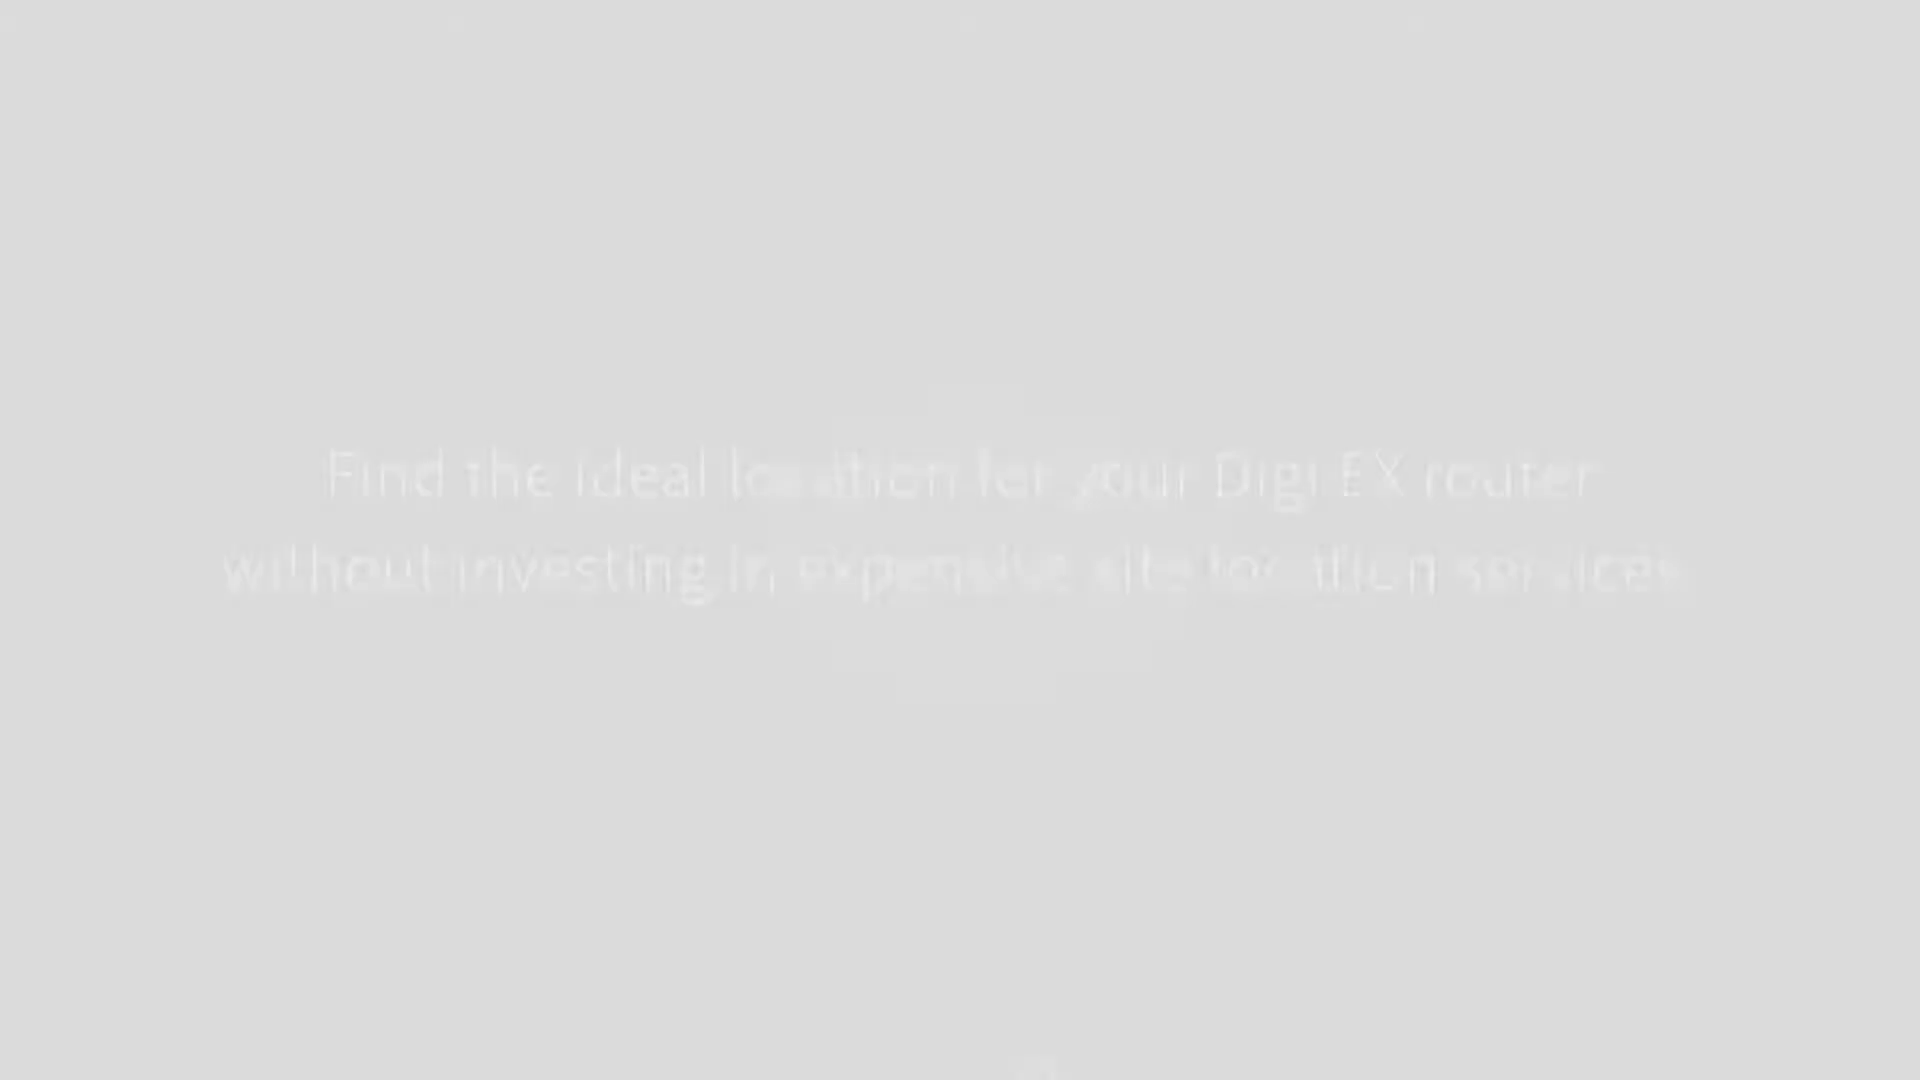 Find the ideal location for your Digi EX router
without investing in expensive site location services